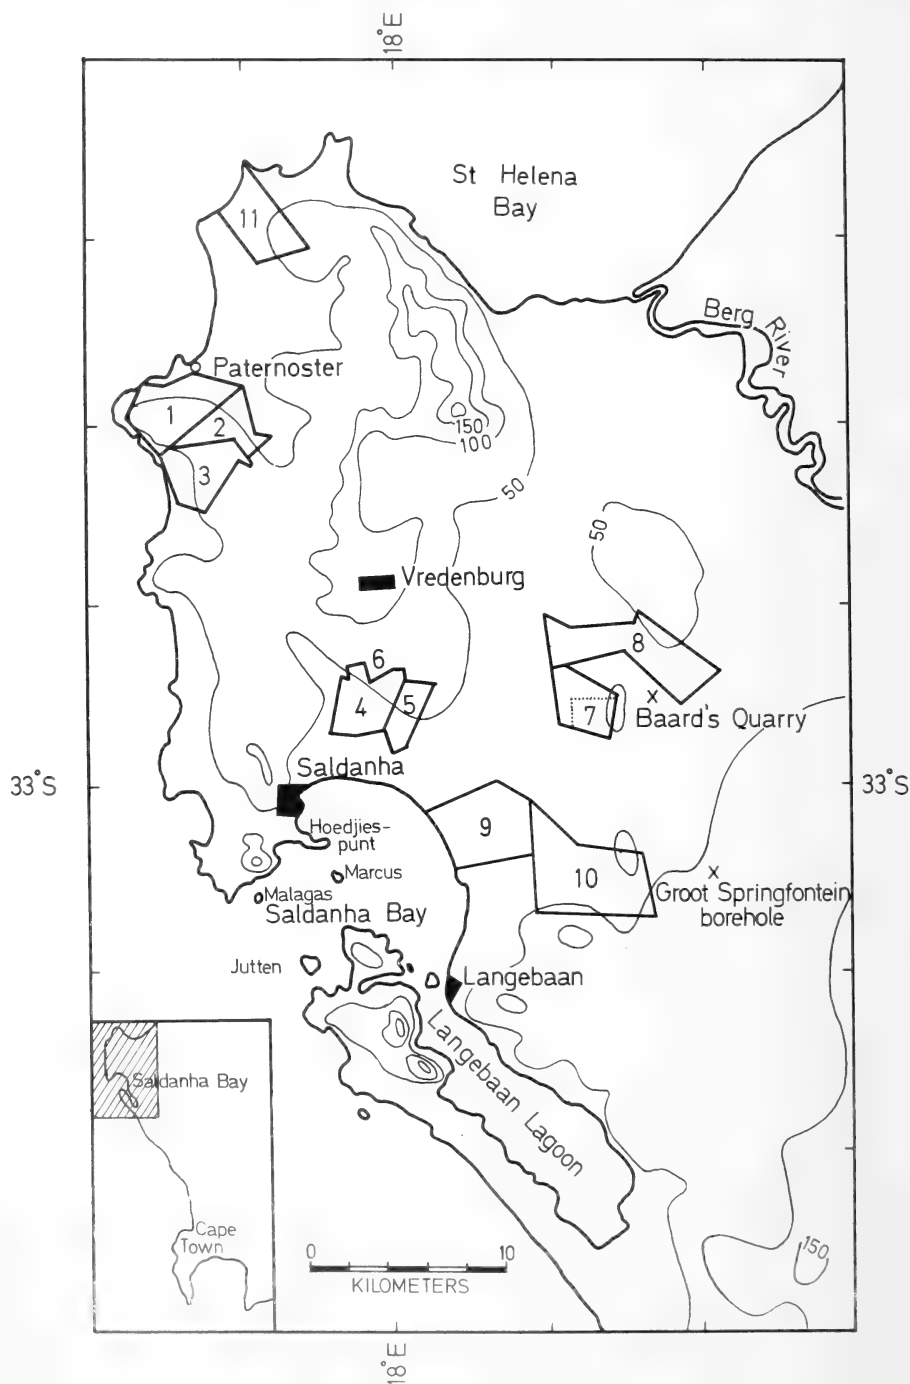 18°E
St Helena
Bay
11
Berg River
Paternoster
1
2
3
150
100
50
50
Vredenburg
8
6
4
5
7
x
Baard's Quarry
Saldanha
33°S
33°S
9
Hoedjies-
punt
Marcus
10
x
Malagas
Groot Springfontein
borehole
Saldanha Bay
Jutten
Langebaan
Langebaan Lagoon
Saldanha Bay
Cape
Town
0 10
KILOMETERS
150
18°E